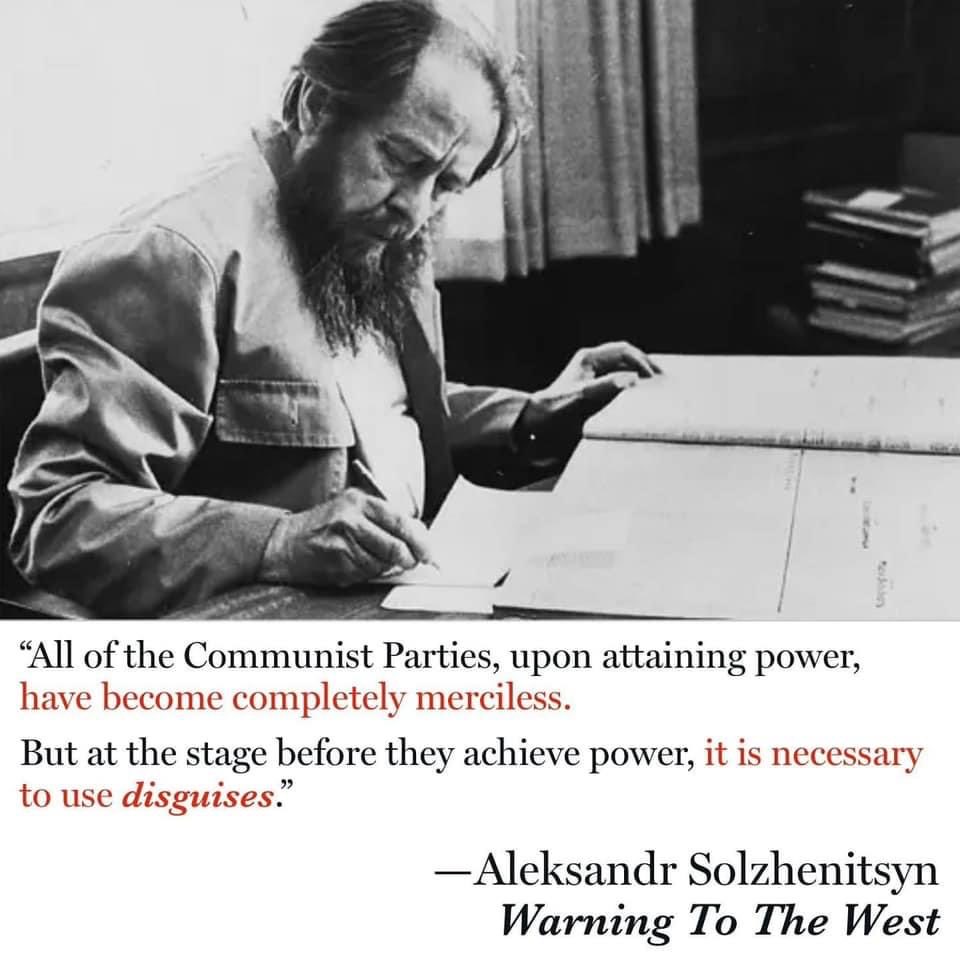 “All of the Communist Parties, upon attaining power,
have become completely merciless.
But at the stage before they achieve power, it is necessary
to use disguises.”
—Aleksandr Solzhenitsyn
Warning To The West